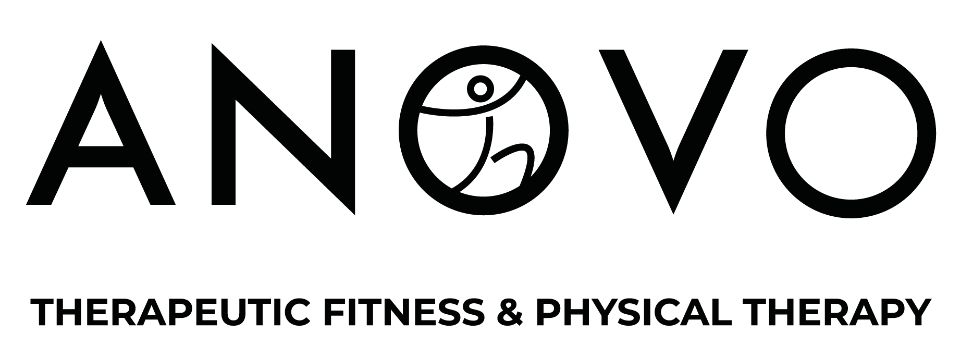 ANOVO
THERAPEUTIC FITNESS & PHYSICAL THERAPY